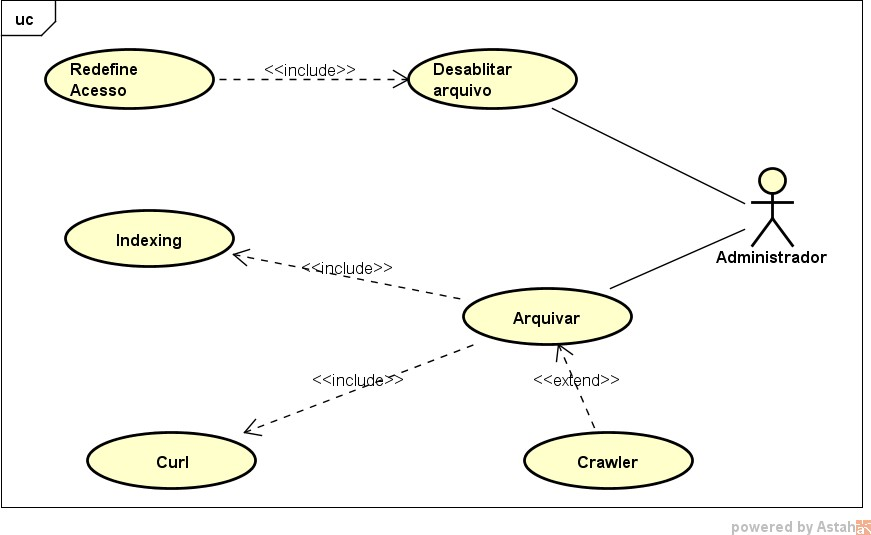 uc
Redefine
Acesso
<<include>>
Desablitar
arquivo
Indexing
<<include>>
Administrador
Arquivar
<<include>>
<<extend>>
Curl
Crawler
powered by Astah